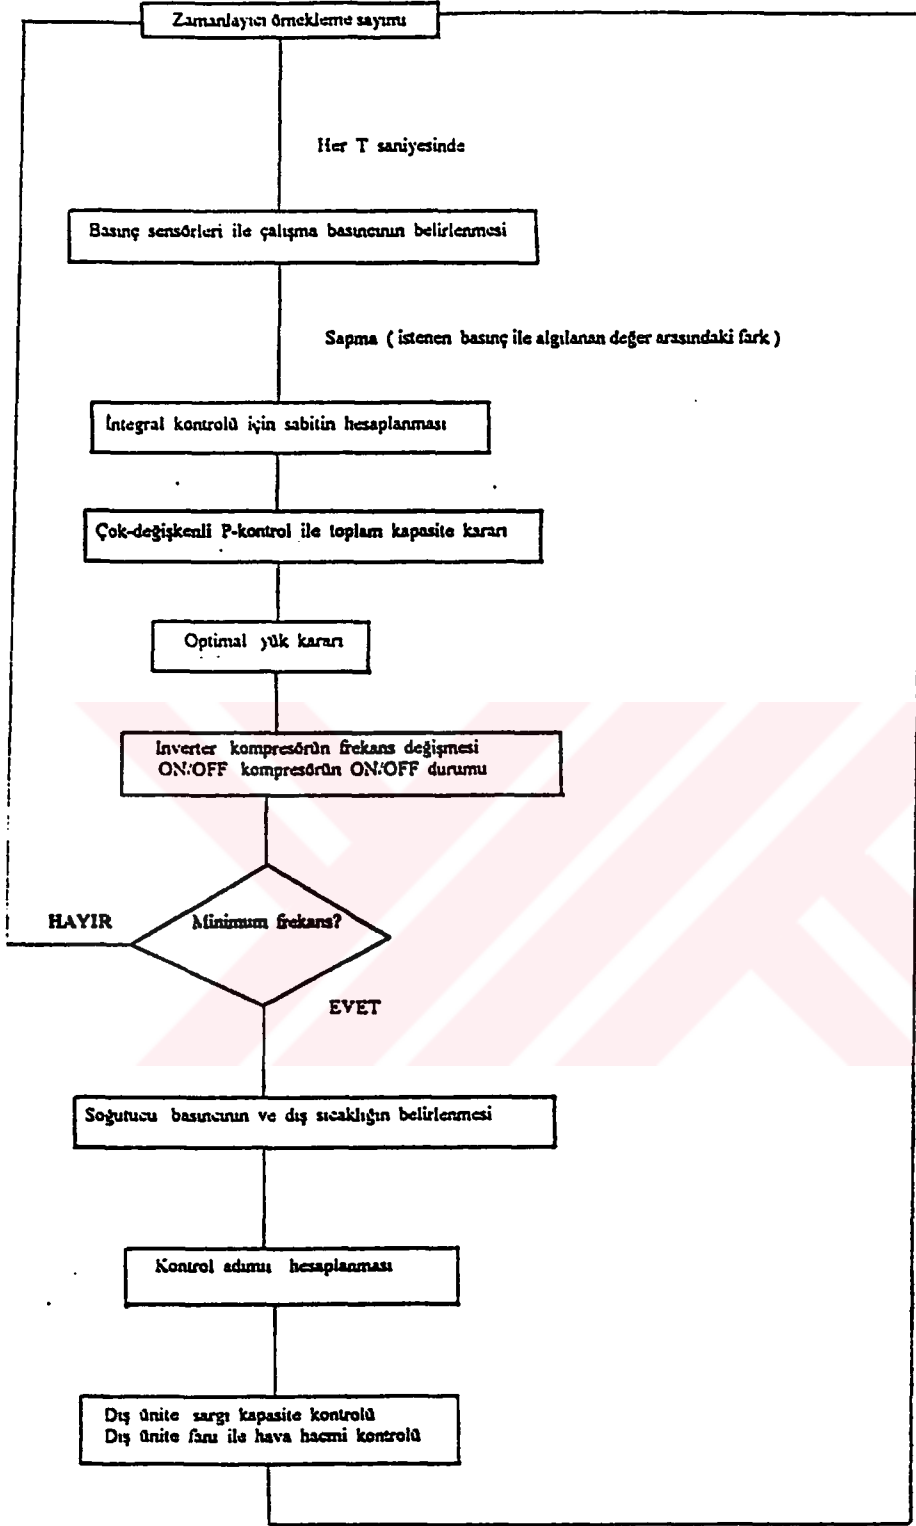 Zamanlayıcı örnekleme sayımı
Her T saniyesinde
Basınç sensörleri ile çalışma basıncının belirlenmesi
Sapma ( istenen basınç ile algılanan değer arasındaki fark )
İntegral kontrolü için sabitin hesaplanması
Çok-değişkenli P-kontrol ile toplam kapasite kararı
Optimal yük kararı
Inverter kompresörün frekans değişmesi
ON/OFF kompresörün ON/OFF durumu
HAYIR
Minimum frekans?
EVET
Soğutucu basıncının ve dış sıcaklığın belirlenmesi
Kontrol adımıı hesaplanması
Dış ünite sargı kapasite kontrolü
Dış ünite fanı ile hava hacmi kontrolü